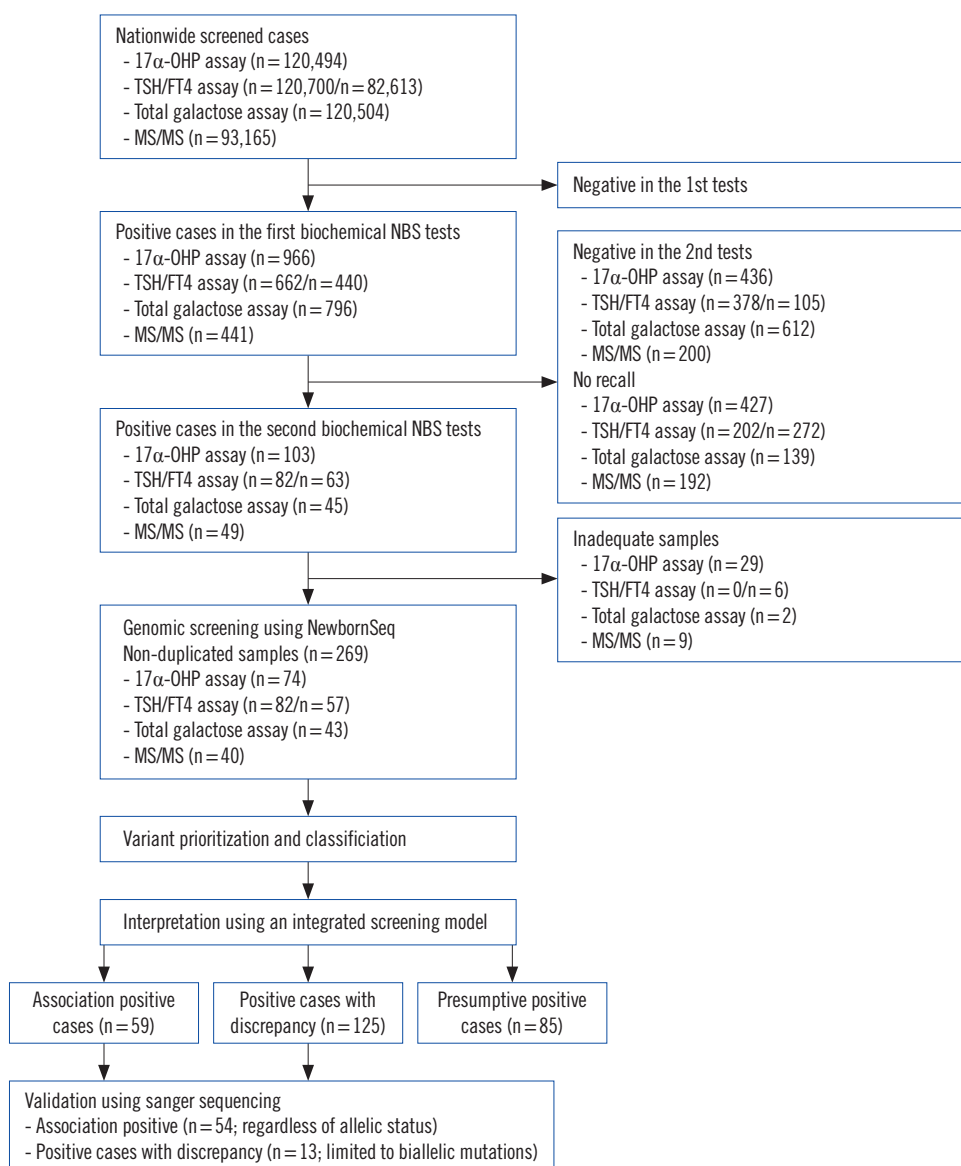 Nationwide screened cases
- 17α-OHP assay (n = 120,494)
- TSH/FT4 assay (n = 120,700/n = 82,613)
- Total galactose assay (n = 120,504)
- MS/MS (n = 93,165)
Negative in the 1st tests
Positive cases in the first biochemical NBS tests
- 17α-OHP assay (n = 966)
- TSH/FT4 assay (n = 662/n = 440)
- Total galactose assay (n = 796)
- MS/MS (n = 441)
Negative in the 2nd tests
- 17α-OHP assay (n = 436)
- TSH/FT4 assay (n = 378/n = 105)
- Total galactose assay (n = 612)
- MS/MS (n = 200)
No recall
- 17α-OHP assay (n = 427)
- TSH/FT4 assay (n = 202/n = 272)
- Total galactose assay (n = 139)
- MS/MS (n = 192)
Positive cases in the second biochemical NBS tests
- 17α-OHP assay (n = 103)
- TSH/FT4 assay (n = 82/n = 63)
- Total galactose assay (n = 45)
- MS/MS (n = 49)
Inadequate samples
- 17α-OHP assay (n = 29)
- TSH/FT4 assay (n = 0/n = 6)
- Total galactose assay (n = 2)
- MS/MS (n = 9)
Genomic screening using NewbornSeq
Non-duplicated samples (n = 269)
- 17α-OHP assay (n = 74)
- TSH/FT4 assay (n = 82/n = 57)
- Total galactose assay (n = 43)
- MS/MS (n = 40)
Variant prioritization and classificiation
Interpretation using an integrated screening model
Association positive
cases (n = 59)
Positive cases with
discrepancy (n = 125)
Presumptive positive
cases (n = 85)
Validation using sanger sequencing
- Association positive (n = 54; regardless of allelic status)
- Positive cases with discrepancy (n = 13; limited to biallelic mutations)